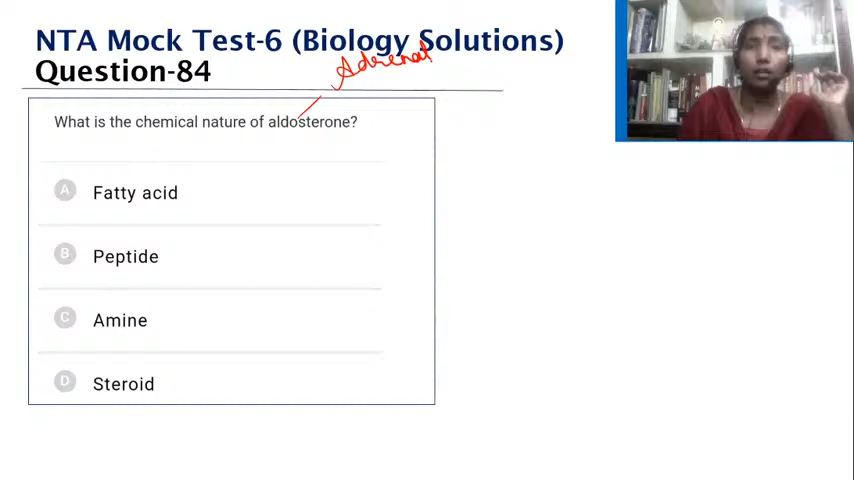 NTA Mock Test-6 (Biology Solutions)
Question-84
Adrenal
What is the chemical nature of aldosterone?
A Fatty acid
B Peptide
C Amine
D Steroid